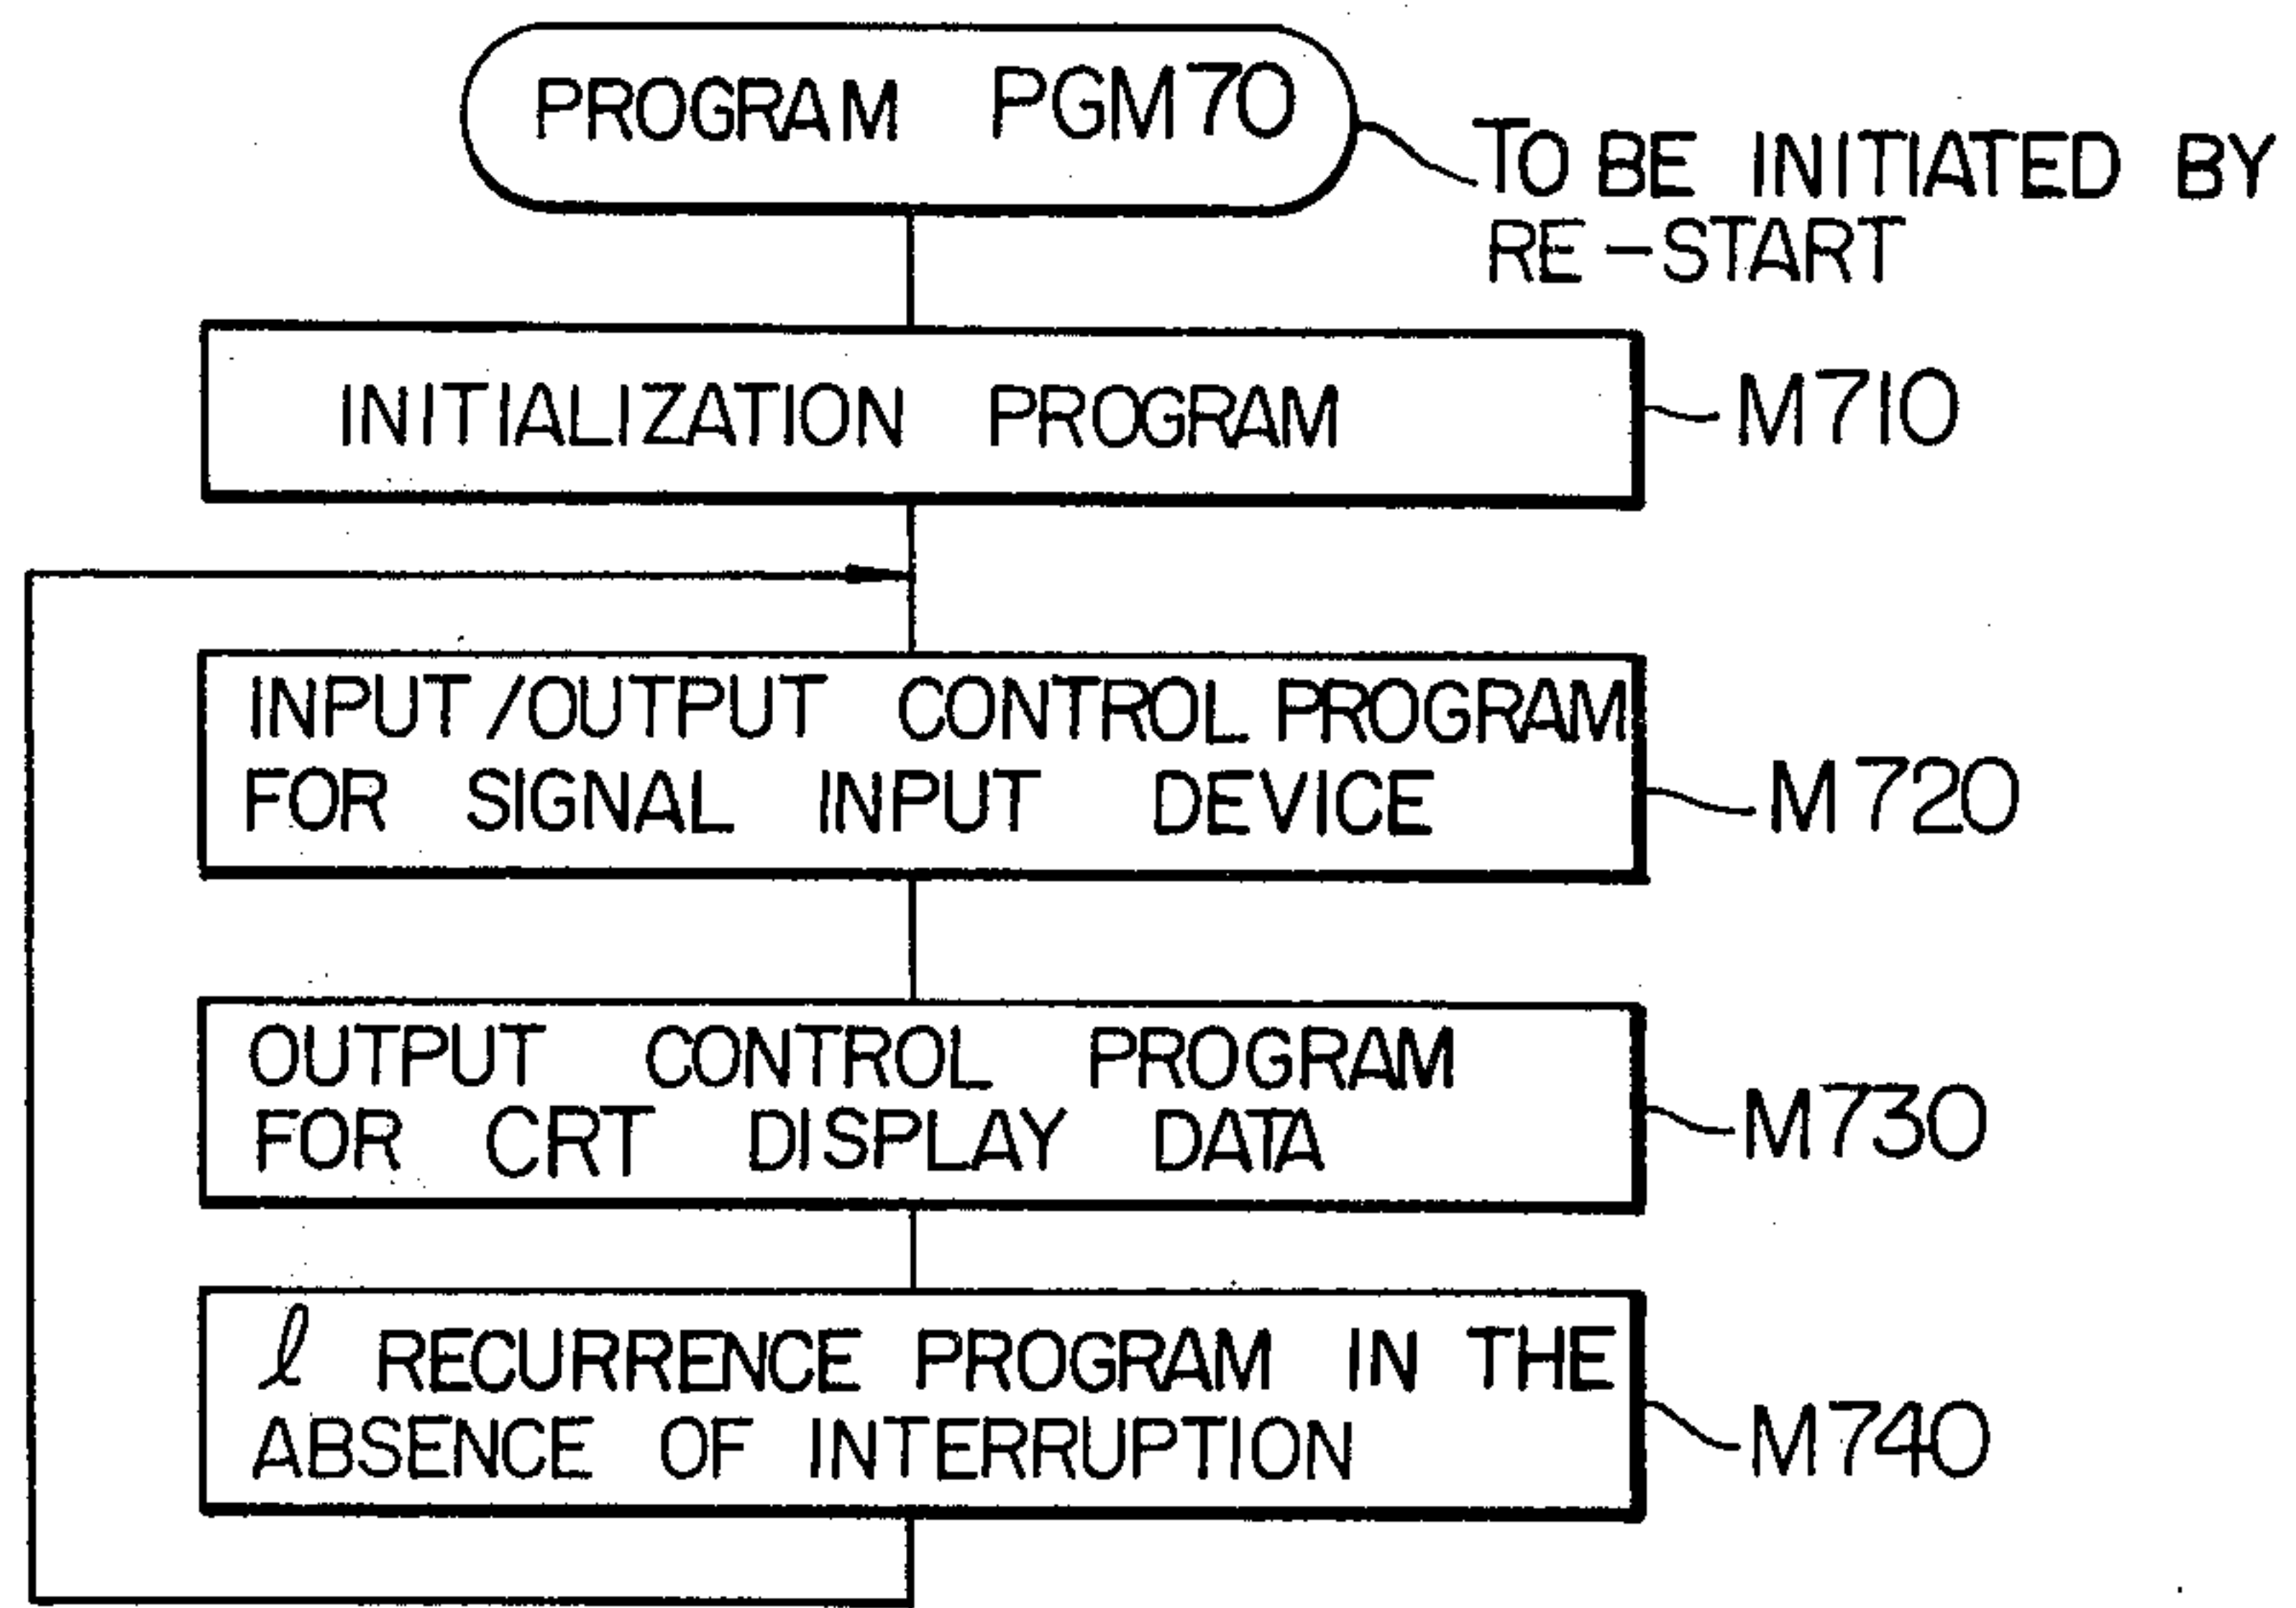 PROGRAM PGM70
TO BE INITIATED BY
RE-START
INITIALIZATION PROGRAM
M710
INPUT/OUTPUT CONTROL PROGRAM
FOR SIGNAL INPUT DEVICE
M720
OUTPUT CONTROL PROGRAM
FOR CRT DISPLAY DATA
M730
ℓ RECURRENCE PROGRAM IN THE
ABSENCE OF INTERRUPTION
M740